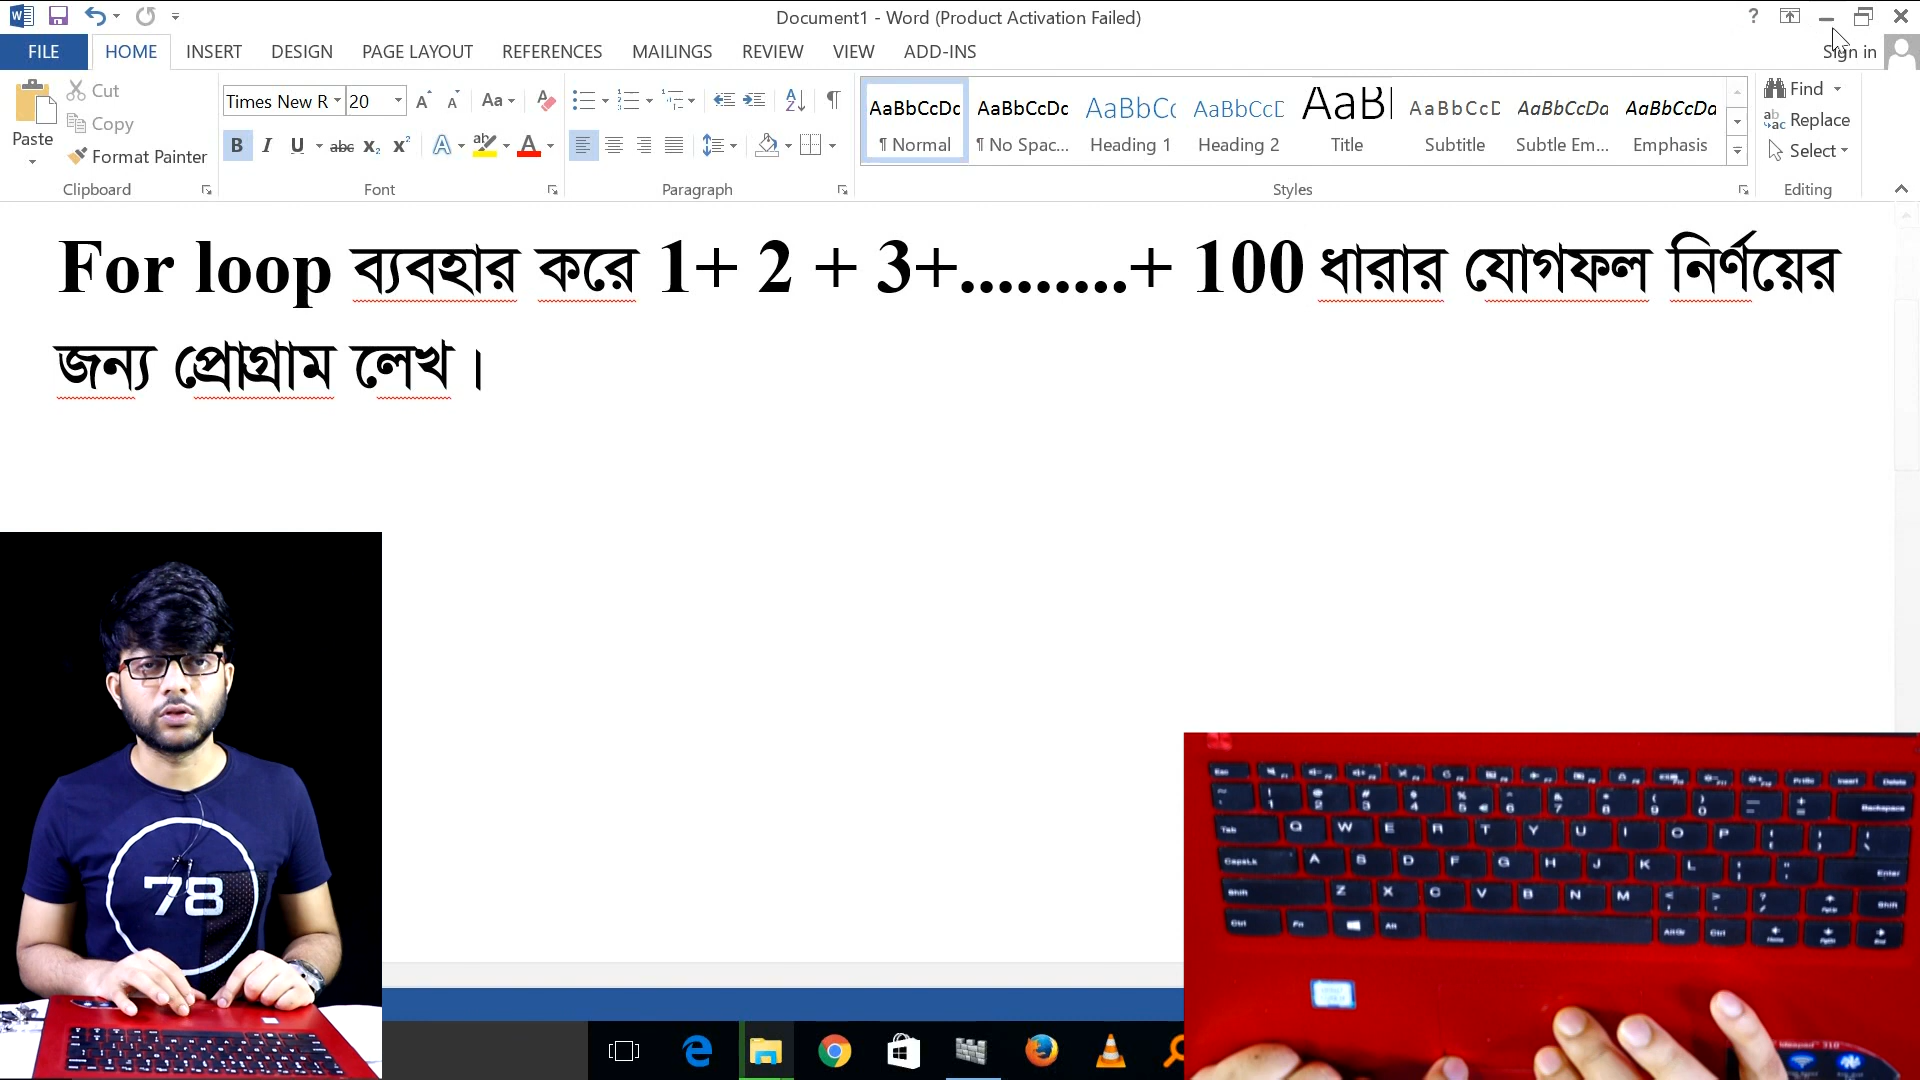 Document1 - Word (Product Activation Failed)
?
FILE HOME INSERT DESIGN PAGE LAYOUT REFERENCES MAILINGS REVIEW VIEW ADD-INS Sign in
Paste Cut Copy Format Painter
Times New R 20
AaBbCcDc AaBbCcDc AaBbCc AaBbCcD AaBl AaBbCcD AaBbCcDa AaBbCcDa
¶ Normal ¶ No Spac... Heading 1 Heading 2 Title Subtitle Subtle Em... Emphasis
Find Replace Select
Clipboard Font Paragraph Styles Editing
For loop ব্যবহার করে 1+ 2 + 3+.........+ 100 ধারার যোগফল নির্ণয়ের
জন্য প্রোগ্রাম লেখ।
78
Q W E R T Y U I O P
A S D F G H J K L
Z X C V B N M